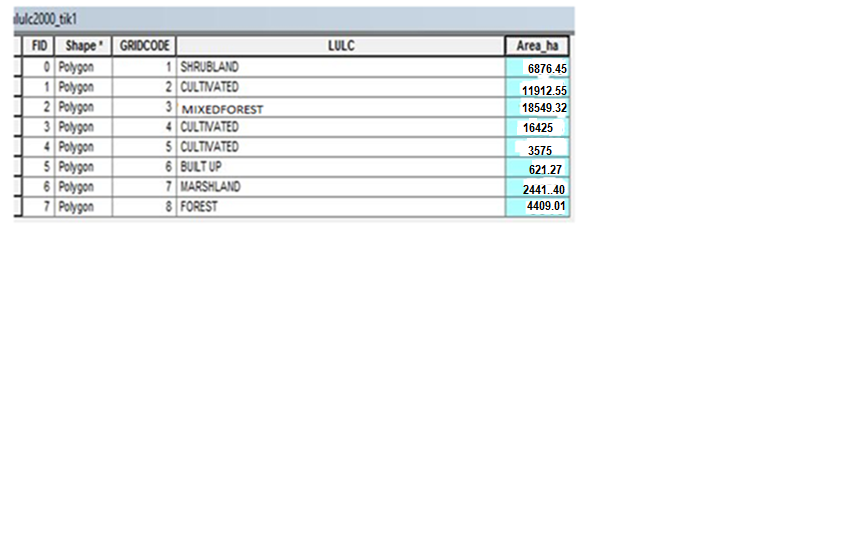 lulc2000_tik1
FID Shape * GRIDCODE LULC Area_ha
0 Polygon 1 SHRUBLAND 6876.45
1 Polygon 2 CULTIVATED 11912.55
2 Polygon 3 MIXEDFOREST 18549.32
3 Polygon 4 CULTIVATED 16425
4 Polygon 5 CULTIVATED 3575
5 Polygon 6 BUILT UP 621.27
6 Polygon 7 MARSHLAND 2441..40
7 Polygon 8 FOREST 4409.01